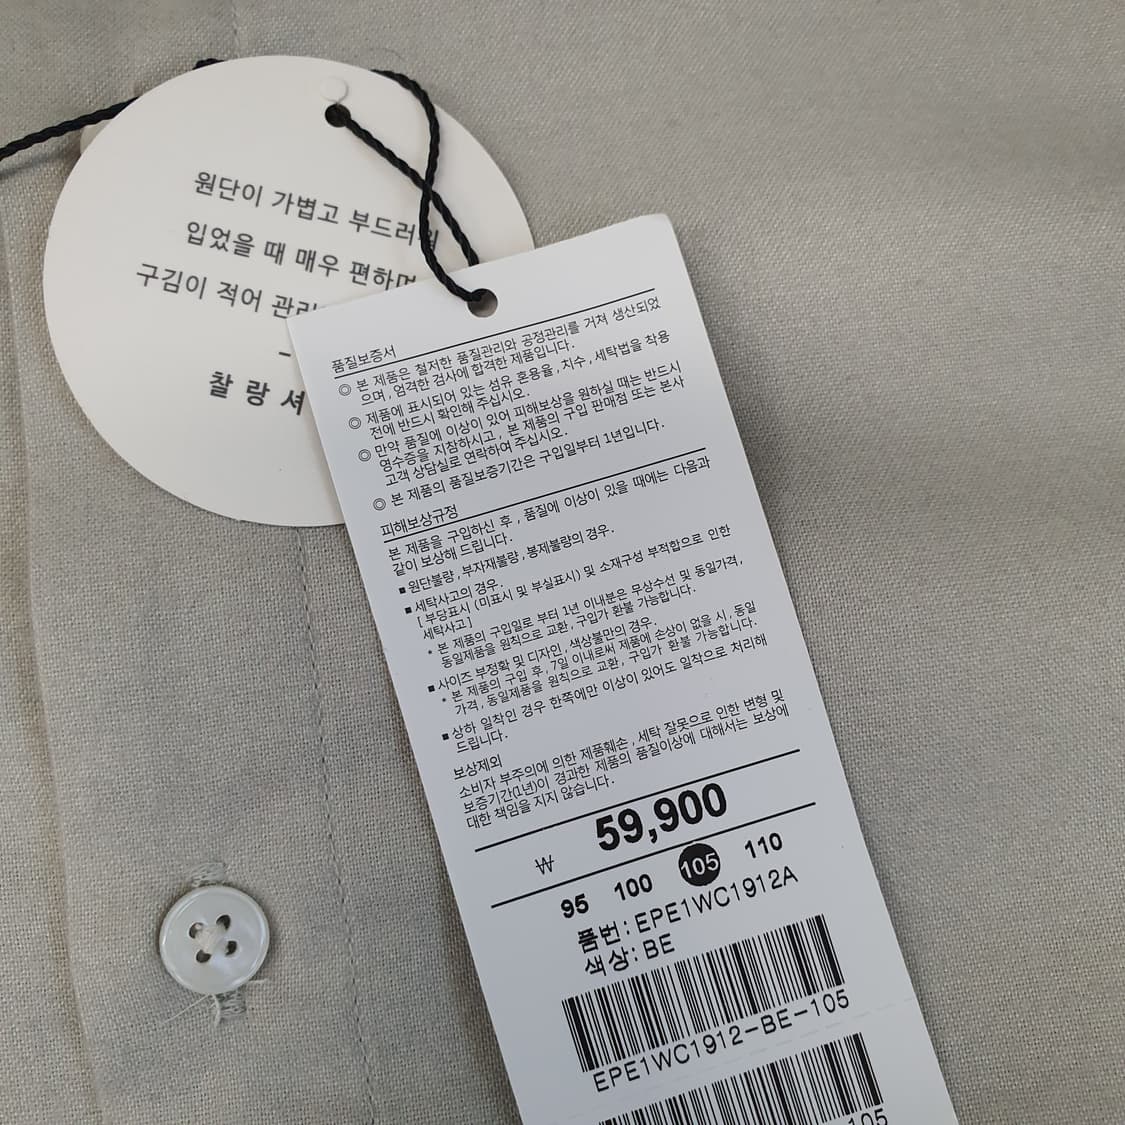 원단이 가볍고 부드러워
입었을 때 매우 편하며
구김이 적어
찰랑셔
품질보증서
◎ 본 제품은 철저한 품질관리와 공정관리를 거쳐 생산되었
으며, 엄격한 검사에 합격한 제품입니다.
◎ 제품에 표시되어 있는 섬유 혼용율, 치수, 세탁법을 착용
전에 반드시 확인해 주십시오.
◎ 만약 품질에 이상이 있어 피해보상을 원하실 때는 반드시
영수증을 지참하시고, 본 제품의 구입 판매점 또는 본사
고객 상담실로 연락하여 주십시오.
◎ 본 제품의 품질보증기간은 구입일부터 1년입니다.
피해보상규정
본 제품을 구입하신 후, 품질에 이상이 있을 때에는 다음과
같이 보상해 드립니다.
■ 원단불량, 부자재불량, 봉제불량의 경우.
■ 세탁사고의 경우.
[ 부당표시 (미표시 및 부실표시) 및 소재구성 부적합으로 인한
세탁사고 ]
* 본 제품의 구입일로 부터 1년 이내분은 무상수선 및 동일가격,
동일제품을 원칙으로 교환, 구입가 환불 가능합니다.
■ 사이즈 부정확 및 디자인, 색상불만의 경우.
* 본 제품의 구입 후, 7일 이내로써 제품에 손상이 없을 시, 동일
가격, 동일제품을 원칙으로 교환, 구입가 환불 가능합니다.
■ 상하 일착인 경우 한쪽에만 이상이 있어도 일착으로 처리해
드립니다.
보상제외
소비자 부주의에 의한 제품훼손, 세탁 잘못으로 인한 변형 및
보증기간(1년)이 경과한 제품의 품질이상에 대해서는 보상에
대한 책임을 지지 않습니다.
₩ 59,900
95 100 105 110
품번: EPE1WC1912A
색상: BE
EPE1WC1912-BE-105
105